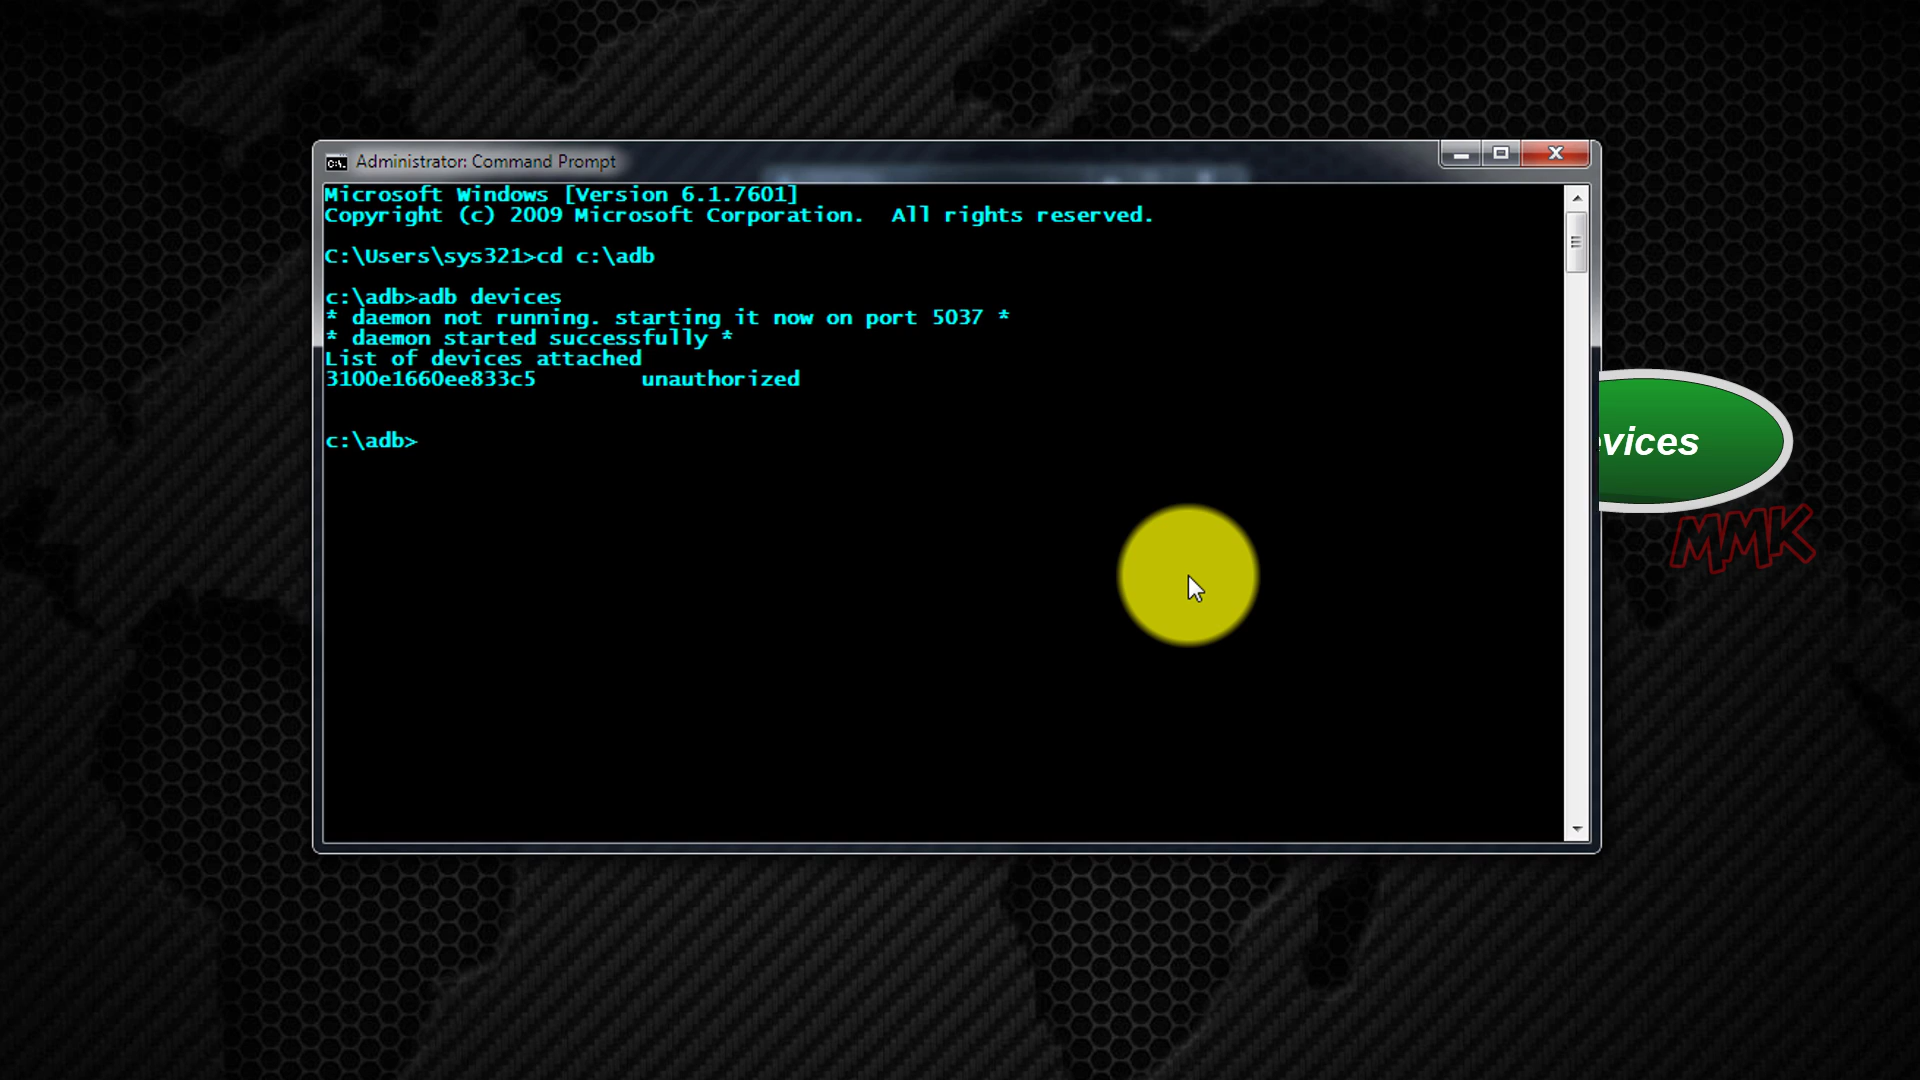 Administrator: Command Prompt
Microsoft Windows [Version 6.1.7601]
Copyright (c) 2009 Microsoft Corporation.  All rights reserved.
C:\Users\sys321>cd c:\adb
c:\adb>adb devices
* daemon not running. starting it now on port 5037 *
* daemon started successfully *
List of devices attached
3100e1660ee833c5        unauthorized
c:\adb>
evices
MMK